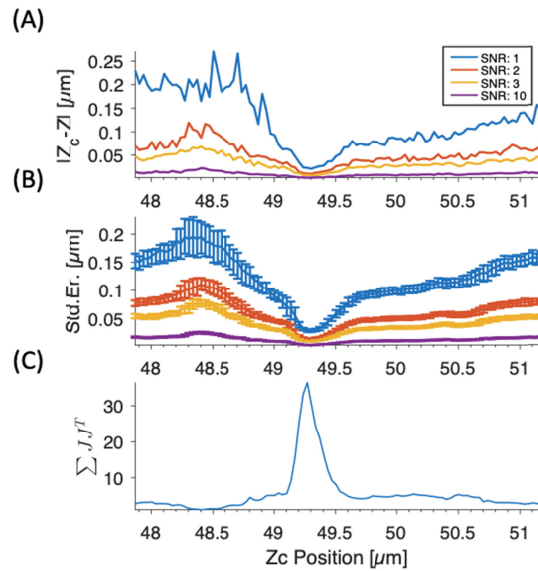 (A)
0.25
0.2
0.15
0.1
0.05
|Z_c-Z| [μm]
SNR: 1
SNR: 2
SNR: 3
SNR: 10
48 48.5 49 49.5 50 50.5 51
(B)
0.2
0.15
0.1
0.05
Std.Er. [μm]
48 48.5 49 49.5 50 50.5 51
(C)
30
20
10
∑ J.J^T
48 48.5 49 49.5 50 50.5 51
Zc Position [μm]